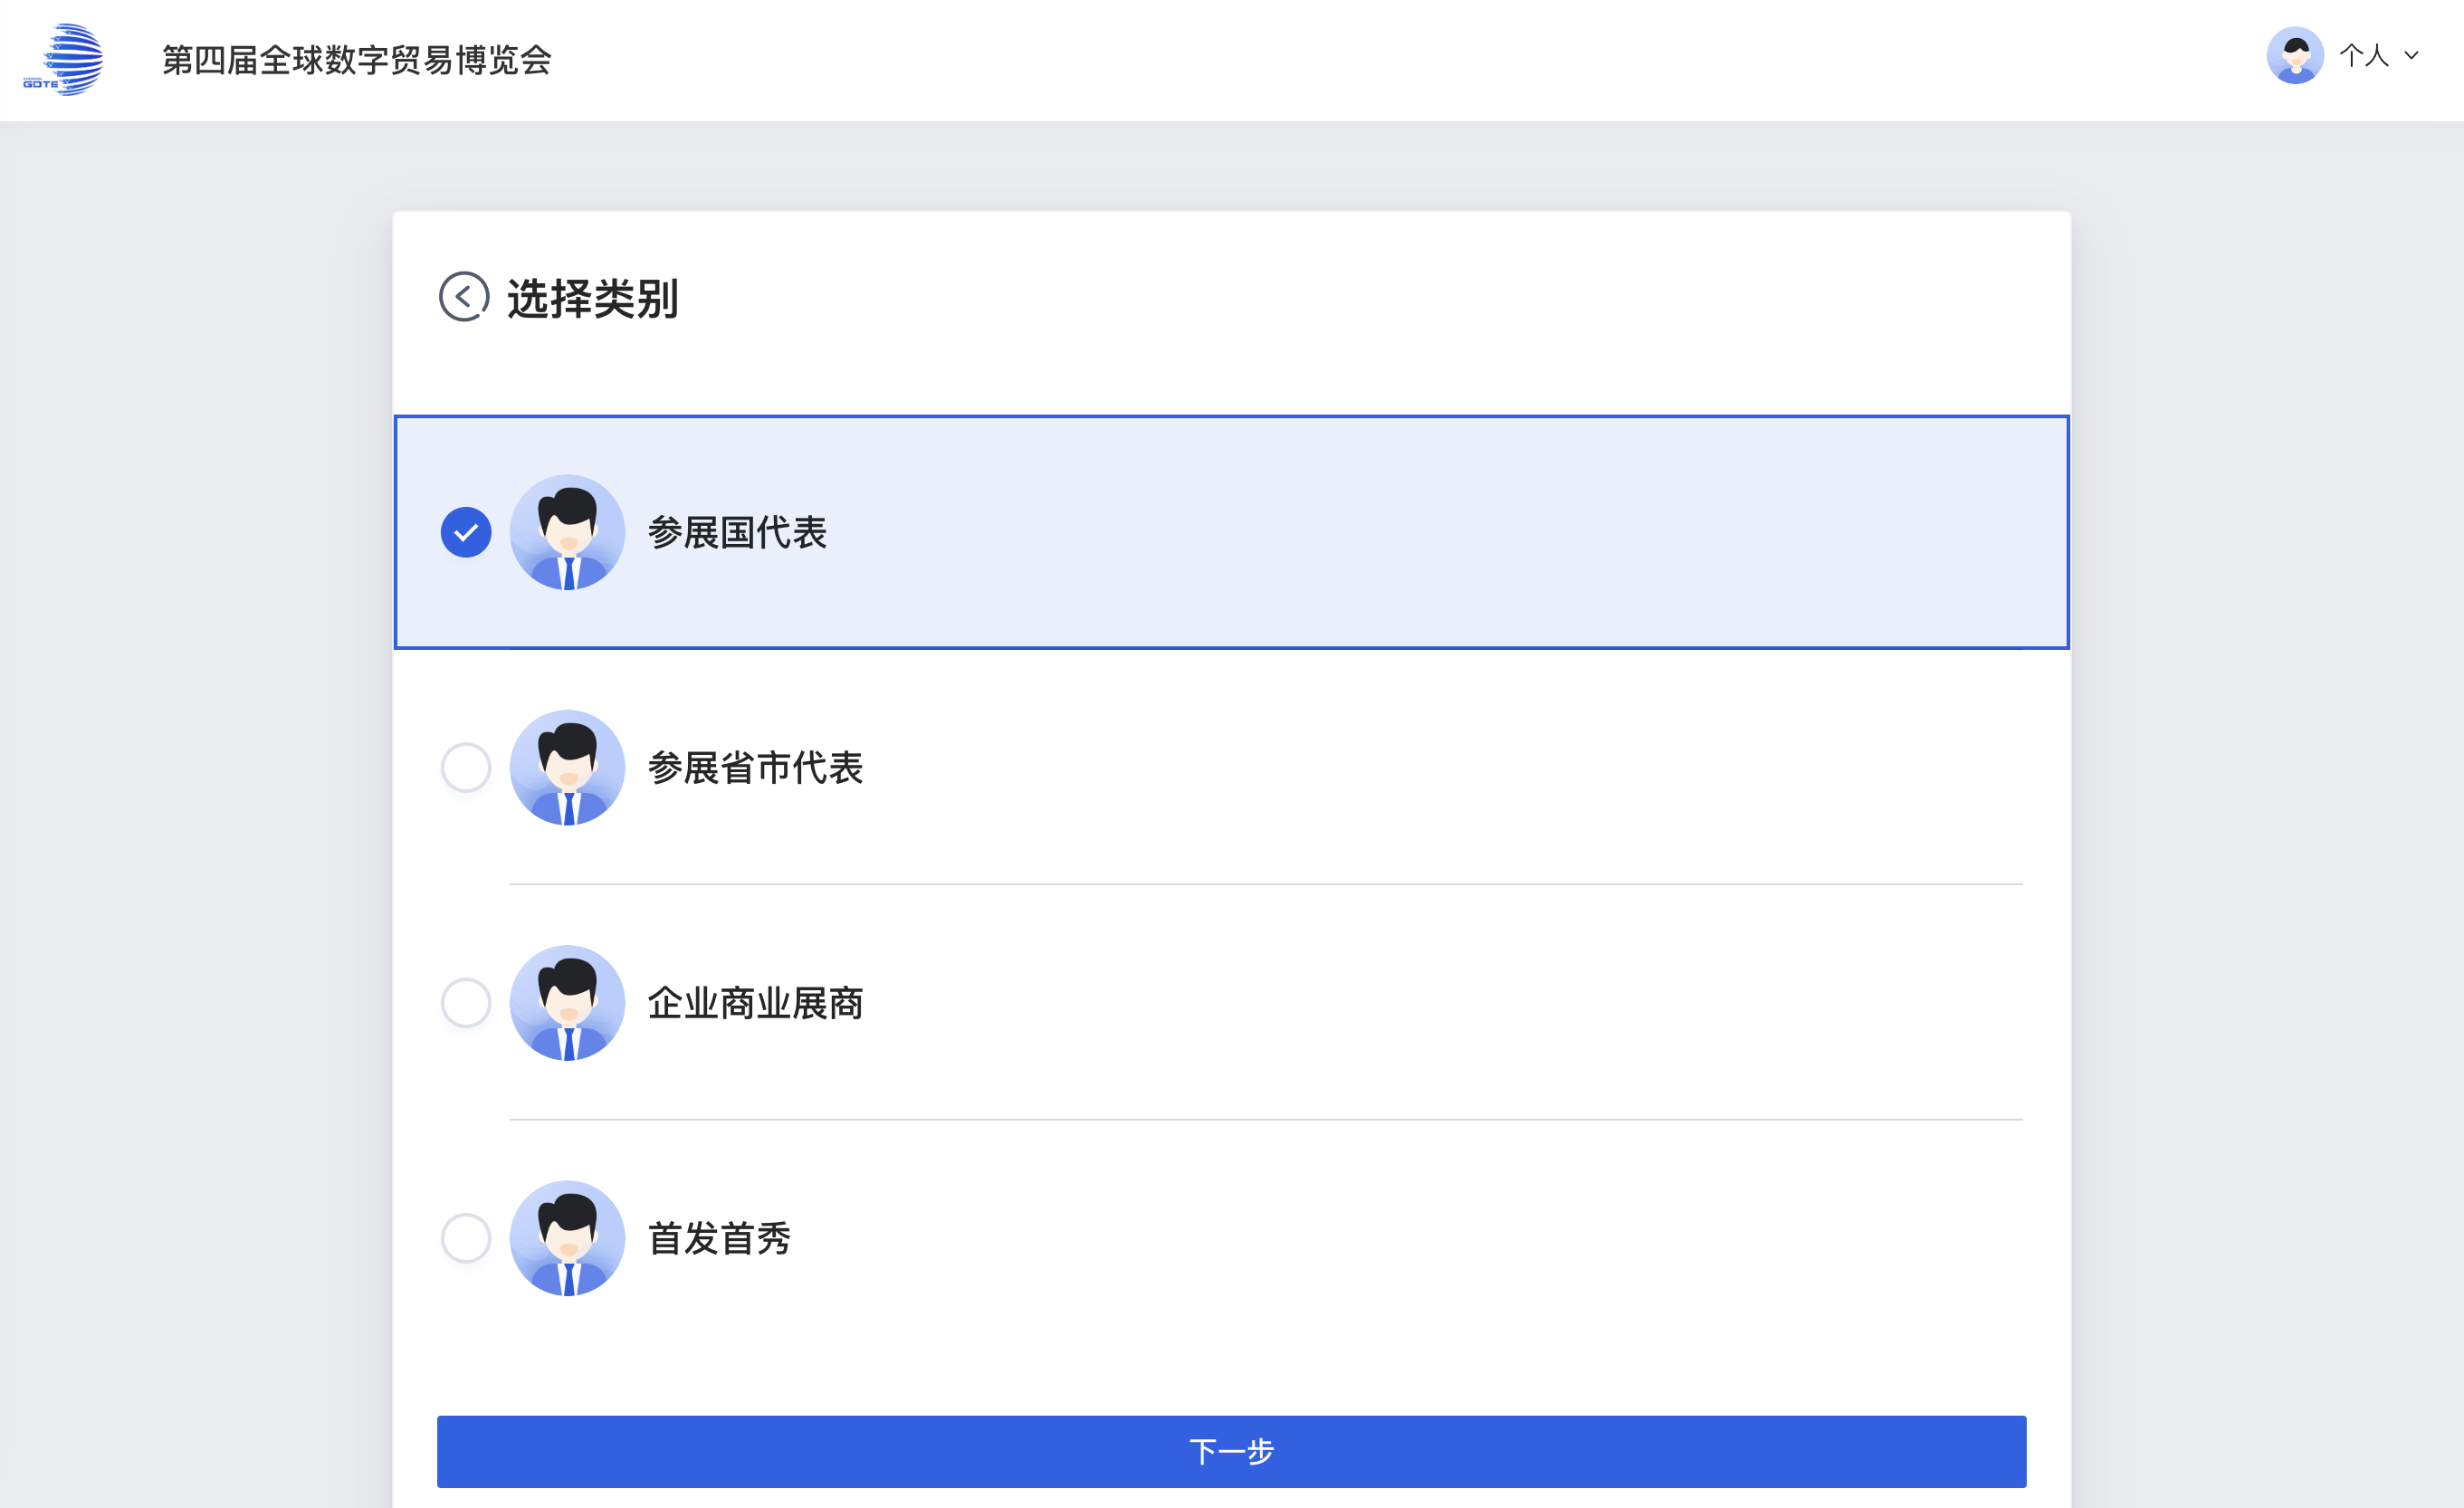 GDTE
第四届全球数字贸易博览会
个人
选择类别
参展国代表
参展省市代表
企业商业展商
首发首秀
下一步